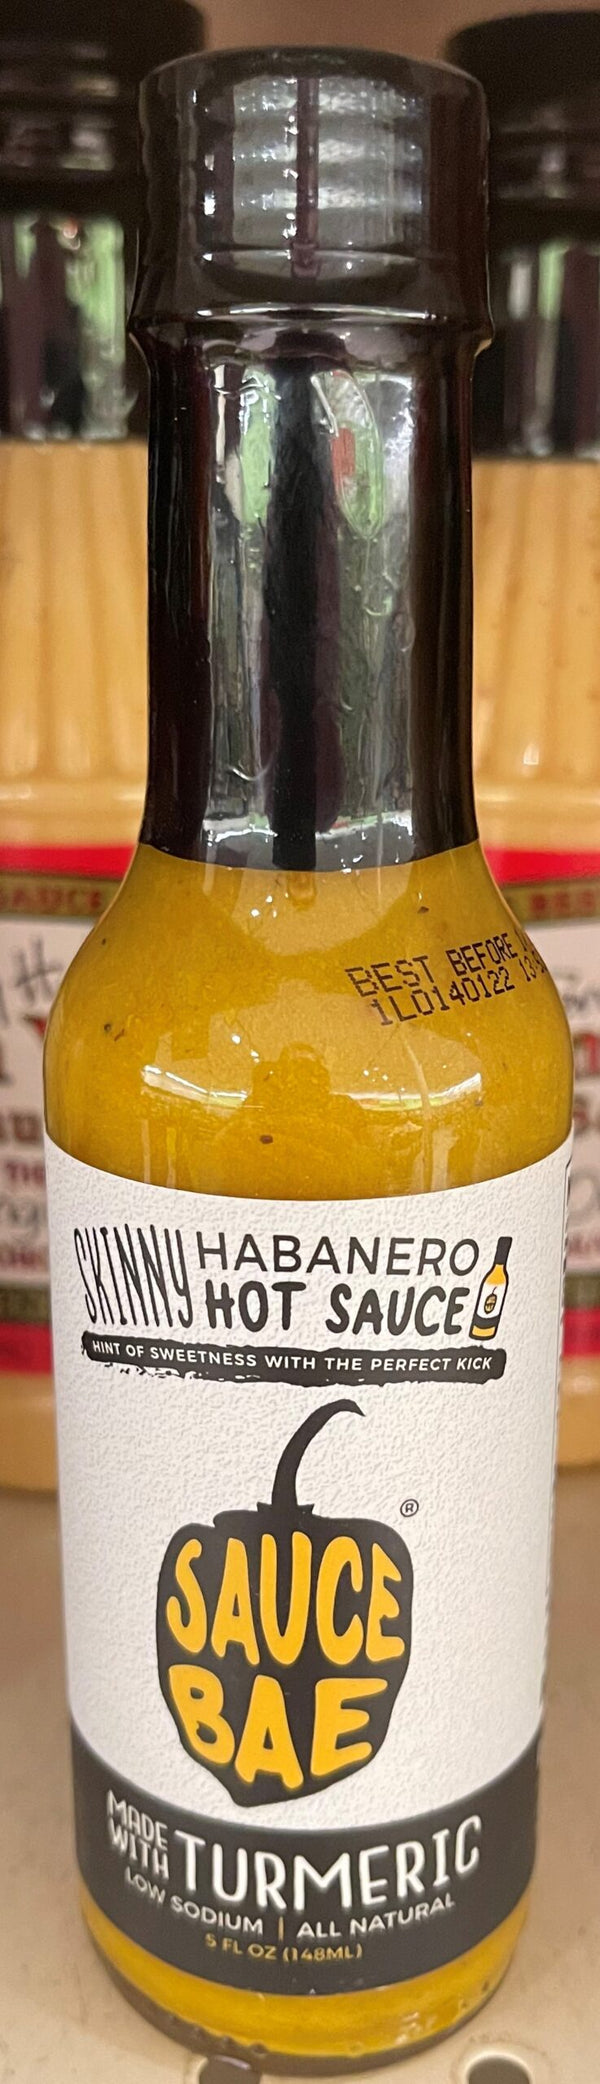 BEST BEFORE
1L0140122
SKINNY HABANERO
HOT SAUCE
HINT OF SWEETNESS WITH THE PERFECT KICK
®
SAUCE
BAE
MADE
WITH TURMERIC
LOW SODIUM | ALL NATURAL
5 FL OZ (148ML)